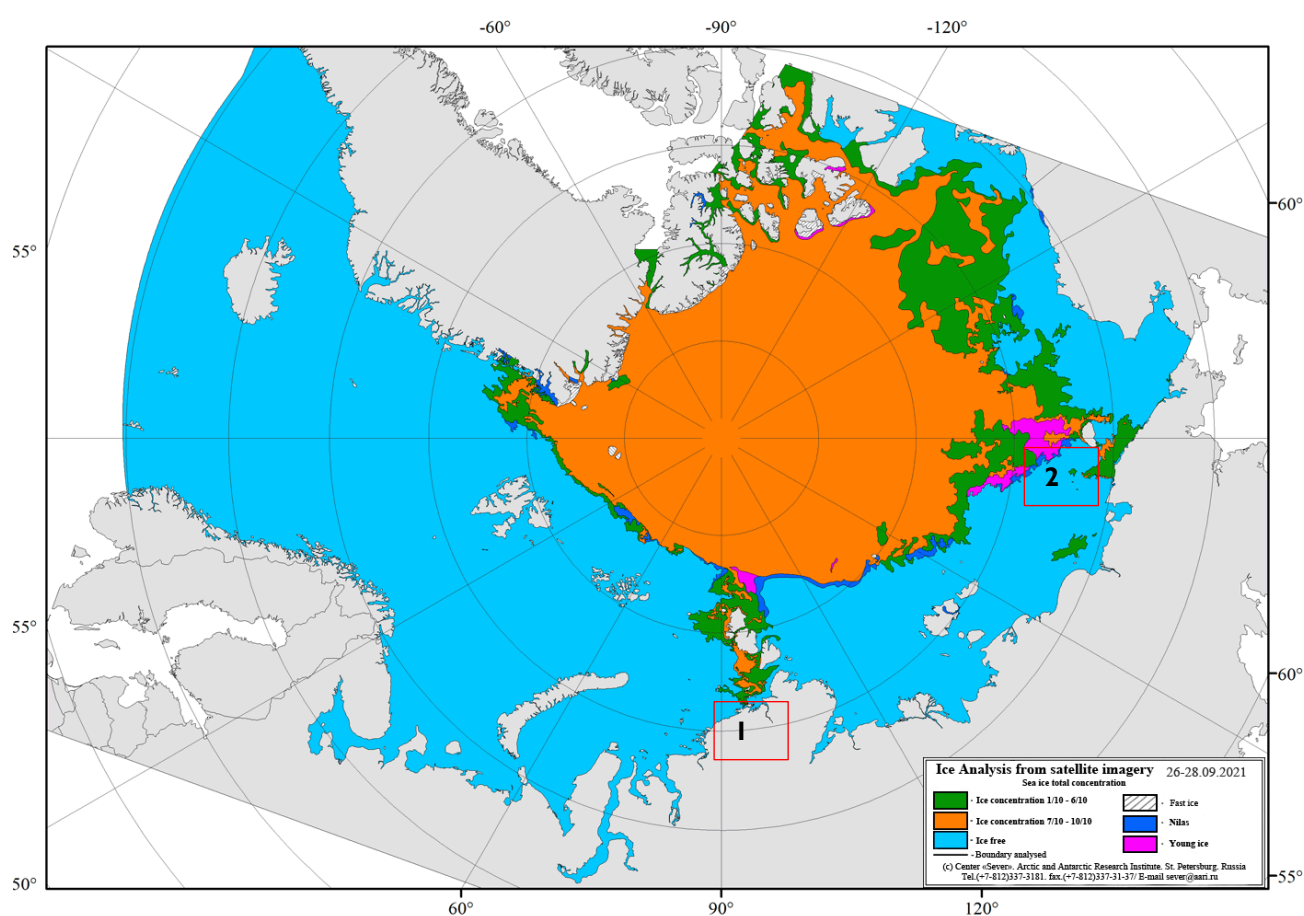 -60°
-90°
-120°
60°
55°
2
55°
60°
1
Ice Analysis from satellite imagery 26-28.09.2021
Sea ice total concentration
- Ice concentration 1/10 - 6/10
- Fast ice
- Ice concentration 7/10 - 10/10
- Nilas
- Ice free
- Young ice
- Boundary analysed
(c) Center «Sever». Arctic and Antarctic Research Institute. St. Petersburg. Russia
Tel.(+7-812)337-3181. fax.(+7-812)337-31-37/ E-mail sever@aari.ru
50°
55°
60°
90°
120°